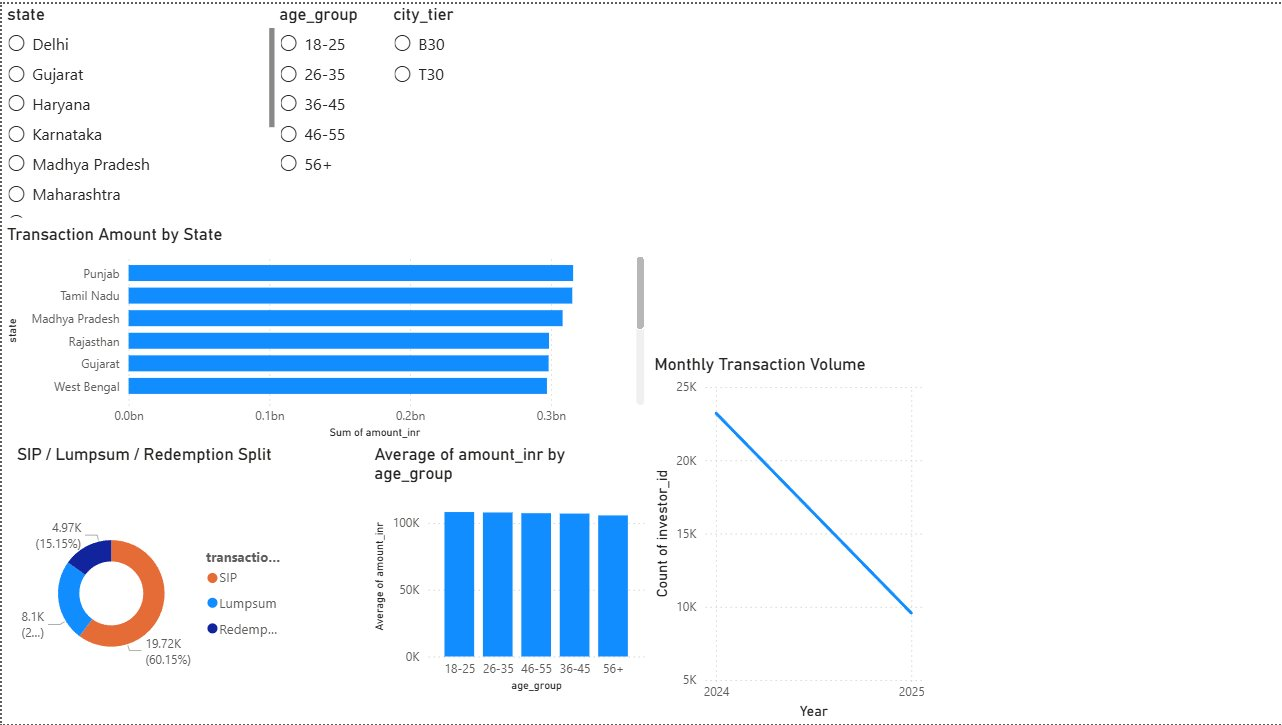 state
Delhi
Gujarat
Haryana
Karnataka
Madhya Pradesh
Maharashtra
age_group
18-25
26-35
36-45
46-55
56+
city_tier
B30
T30
Transaction Amount by State
state
Punjab
Tamil Nadu
Madhya Pradesh
Rajasthan
Gujarat
West Bengal
0.0bn 0.1bn 0.2bn 0.3bn
Sum of amount_inr
SIP / Lumpsum / Redemption Split
4.97K
(15.15%)
8.1K
(2...)
19.72K
(60.15%)
transactio...
SIP
Lumpsum
Redemp...
Average of amount_inr by
age_group
Average of amount_inr
100K
50K
0K
18-25 26-35 46-55 36-45 56+
age_group
Monthly Transaction Volume
Count of investor_id
25K
20K
15K
10K
5K
2024 2025
Year